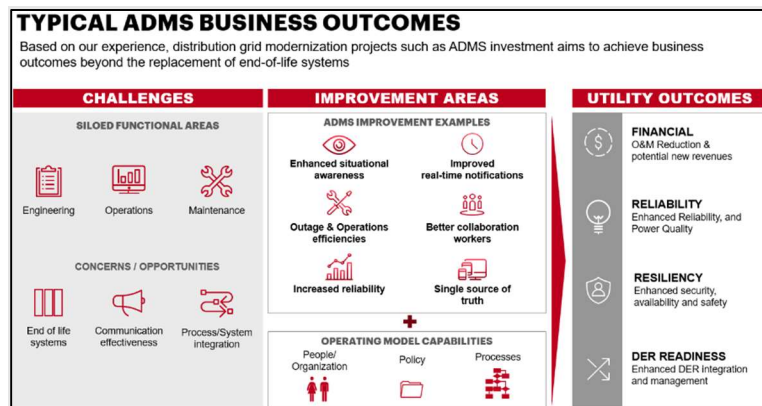 TYPICAL ADMS BUSINESS OUTCOMES
Based on our experience, distribution grid modernization projects such as ADMS investment aims to achieve business
outcomes beyond the replacement of end-of-life systems
CHALLENGES
SILOED FUNCTIONAL AREAS
Engineering
Operations
Maintenance
CONCERNS / OPPORTUNITIES
End of life
systems
Communication
effectiveness
Process/System
integration
IMPROVEMENT AREAS
ADMS IMPROVEMENT EXAMPLES
Enhanced situational
awareness
Improved
real-time notifications
Outage & Operations
efficiencies
Better collaboration
workers
Increased reliability
Single source of
truth
+
OPERATING MODEL CAPABILITIES
People/
Organization
Policy
Processes
UTILITY OUTCOMES
$
FINANCIAL
O&M Reduction &
potential new revenues
RELIABILITY
Enhanced Reliability, and
Power Quality
RESILIENCY
Enhanced security,
availability and safety
DER READINESS
Enhanced DER integration
and management